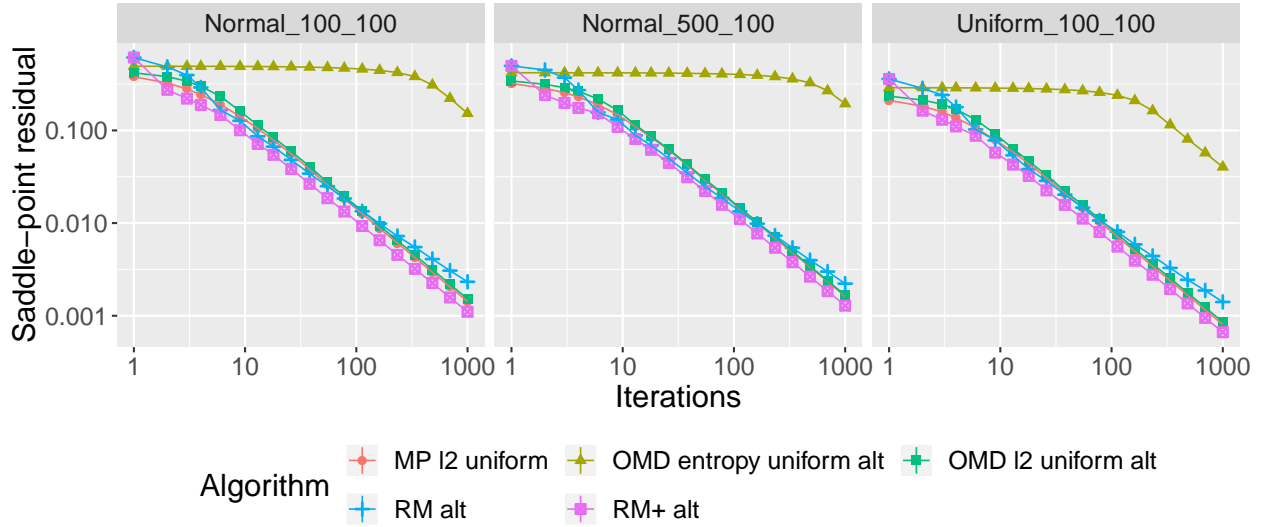 Normal_100_100 Normal_500_100 Uniform_100_100
Saddle−point residual
0.100
0.010
0.001
1 10 100 1000 1 10 100 1000 1 10 100 1000
Iterations
Algorithm
MP l2 uniform OMD entropy uniform alt OMD l2 uniform alt
RM alt RM+ alt